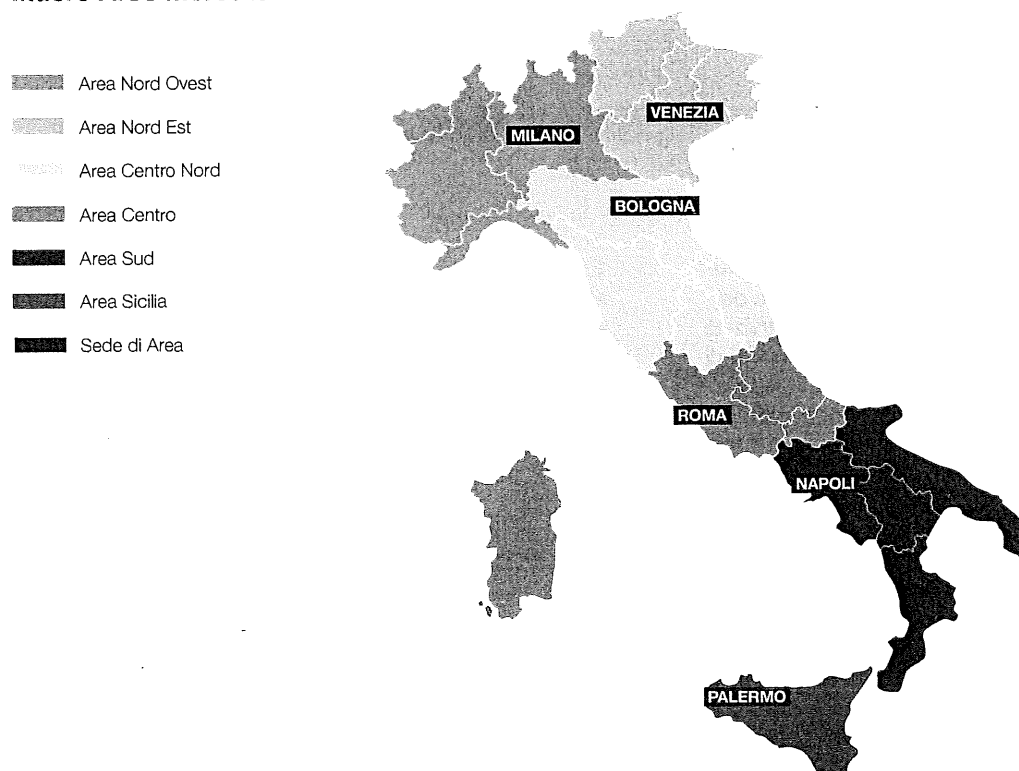 Area Nord Ovest
Area Nord Est
Area Centro Nord
Area Centro
Area Sud
Area Sicilia
Sede di Area
VENEZIA
MILANO
BOLOGNA
ROMA
NAPOLI
PALERMO